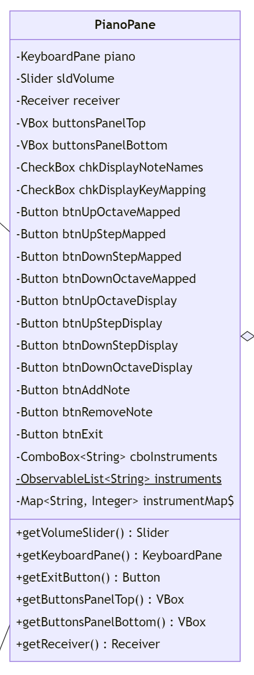 PianoPane
-KeyboardPane piano
-Slider sldVolume
-Receiver receiver
-VBox buttonsPanelTop
-VBox buttonsPanelBottom
-CheckBox chkDisplayNoteNames
-CheckBox chkDisplayKeyMapping
-Button btnUpOctaveMapped
-Button btnUpStepMapped
-Button btnDownStepMapped
-Button btnDownOctaveMapped
-Button btnUpOctaveDisplay
-Button btnUpStepDisplay
-Button btnDownStepDisplay
-Button btnDownOctaveDisplay
-Button btnAddNote
-Button btnRemoveNote
-Button btnExit
-ComboBox<String> cboInstruments
-ObservableList<String> instruments
-Map<String, Integer> instrumentMap$
+getVolumeSlider() : Slider
+getKeyboardPane() : KeyboardPane
+getExitButton() : Button
+getButtonsPanelTop() : VBox
+getButtonsPanelBottom() : VBox
+getReceiver() : Receiver